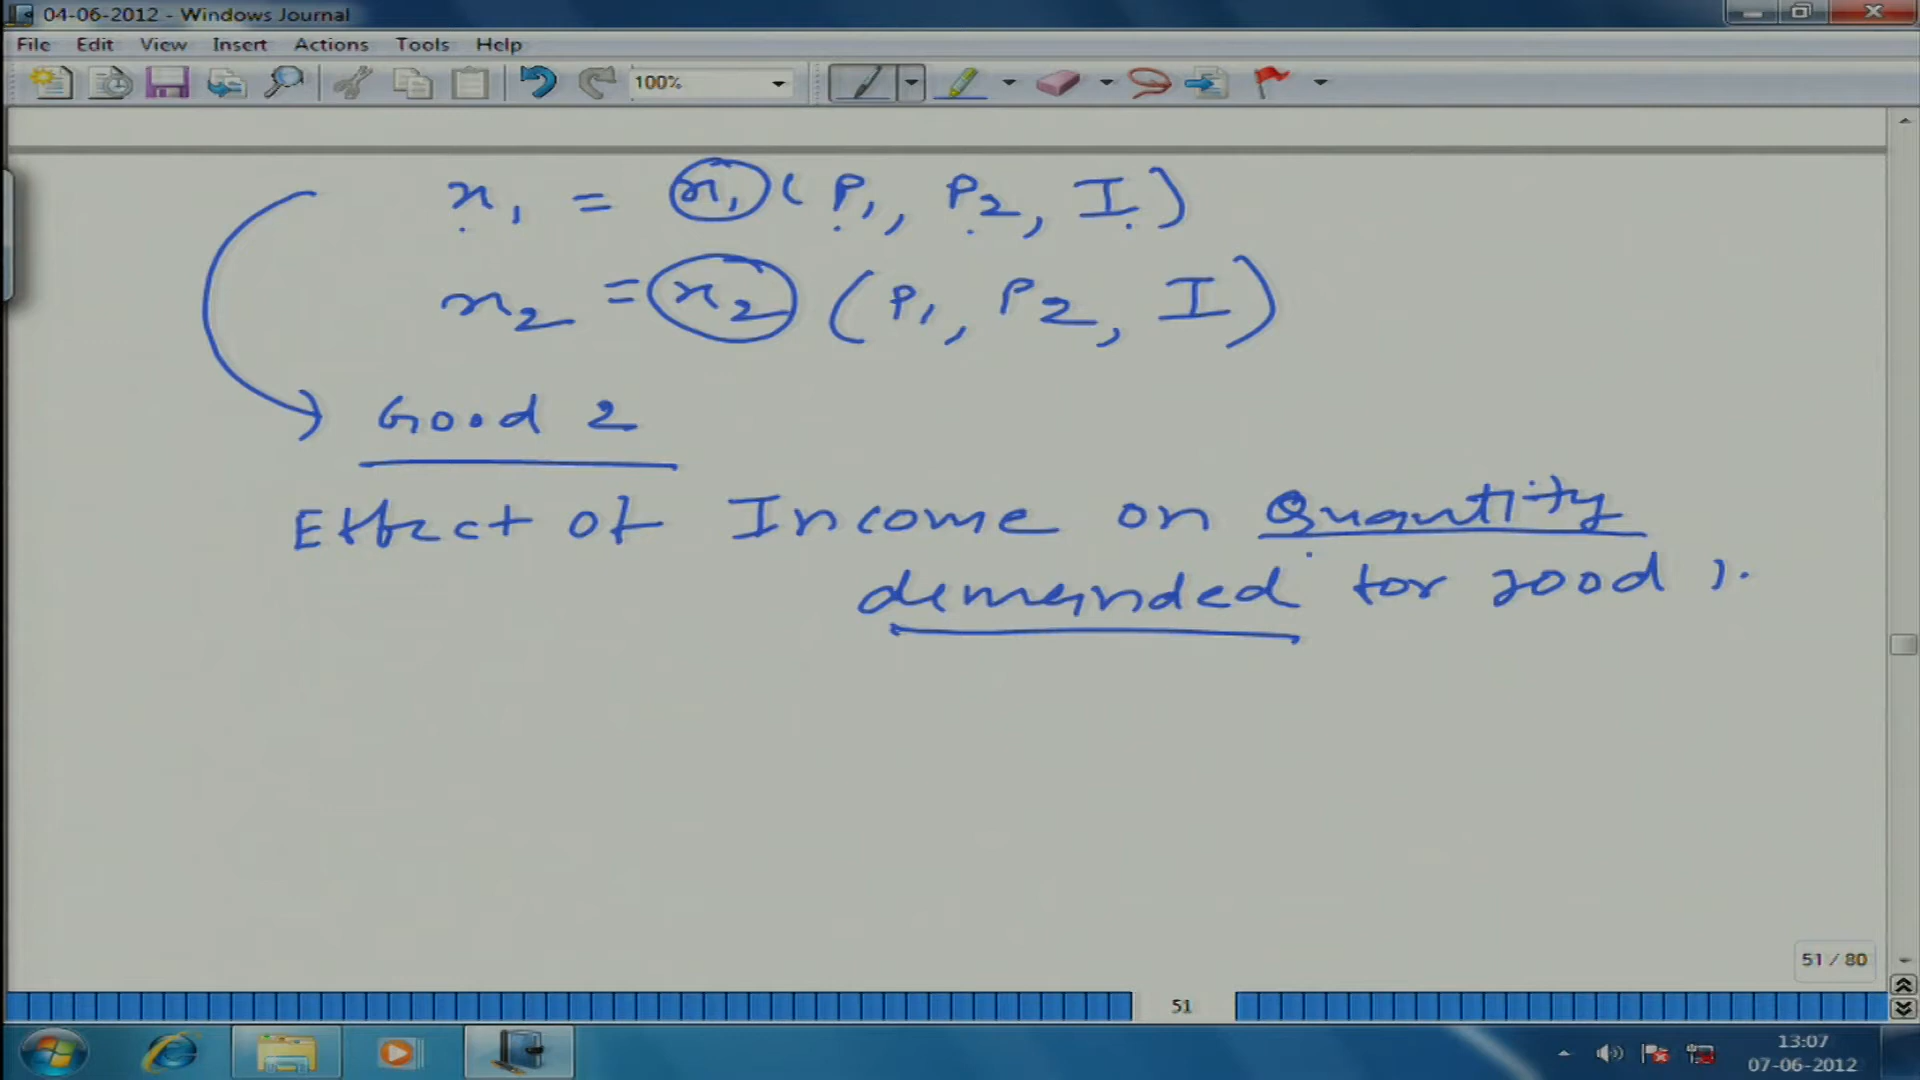 04-06-2012 - Windows Journal
File Edit View Insert Actions Tools Help
100%
x1 = x1 (P1, P2, I)
x2 = x2 (P1, P2, I)
Good 2
Effect of Income on Quantity
demanded for good 1.
51 / 80
51
13:07
07-06-2012